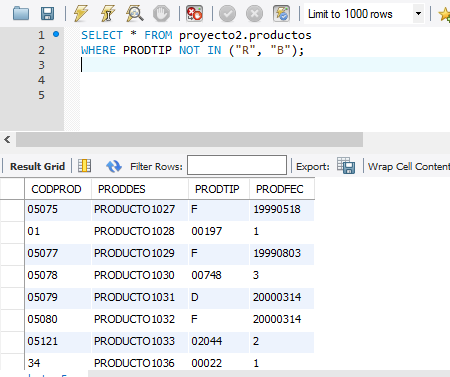 Limit to 1000 rows
1 SELECT * FROM proyecto2.productos
2 WHERE PRODTIP NOT IN ("R", "B");
3
4
5
Result Grid Filter Rows: Export: Wrap Cell Content
CODPROD PRODDES PRODTIP PRODFEC
05075 PRODUCTO1027 F 19990518
01 PRODUCTO1028 00197 1
05077 PRODUCTO1029 F 19990803
05078 PRODUCTO1030 00748 3
05079 PRODUCTO1031 D 20000314
05080 PRODUCTO1032 F 20000314
05121 PRODUCTO1033 02044 2
34 PRODUCTO1036 00022 1